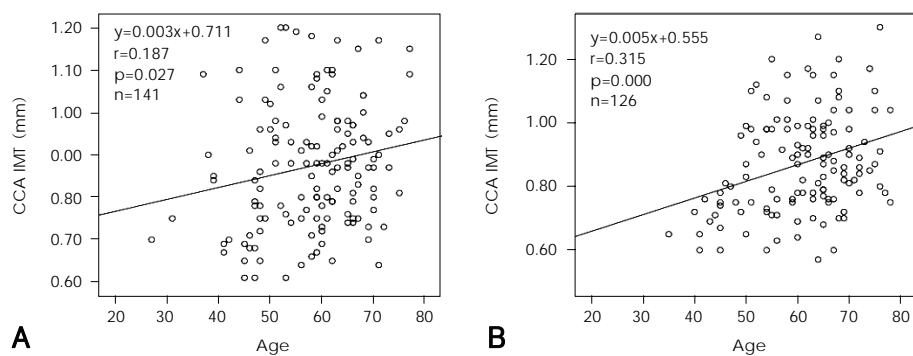 y=0.003x+0.711
r=0.187
p=0.027
n=141
1.20
1.10
1.00
0.00
0.80
0.70
0.60
CCA IMT (mm)
20 30 40 50 60 70 80
Age
A
y=0.005x+0.555
r=0.315
p=0.000
n=126
1.20
1.00
0.80
0.60
CCA IMT (mm)
20 30 40 50 60 70 80
Age
B